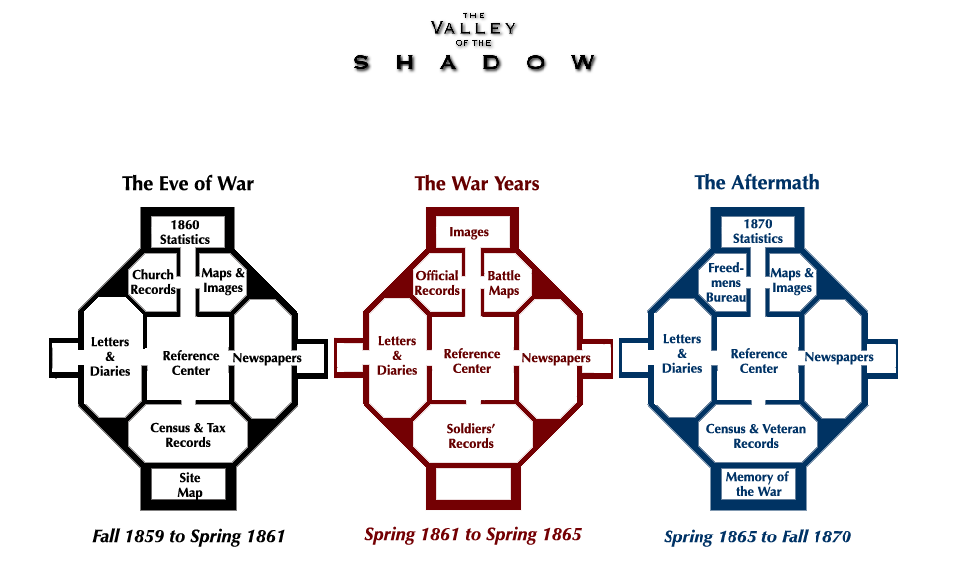 THE
VALLEY
OF THE
SHADOW
The Eve of War
1860
Statistics
Church
Records
Maps &
Images
Letters
&
Diaries
Reference
Center
Newspapers
Census & Tax
Records
Site
Map
Fall 1859 to Spring 1861
The War Years
Images
Official
Records
Battle
Maps
Letters
&
Diaries
Reference
Center
Newspapers
Soldiers'
Records
Spring 1861 to Spring 1865
The Aftermath
1870
Statistics
Freed-
mens
Bureau
Maps &
Images
Letters
&
Diaries
Reference
Center
Newspapers
Census & Veteran
Records
Memory of
the War
Spring 1865 to Fall 1870